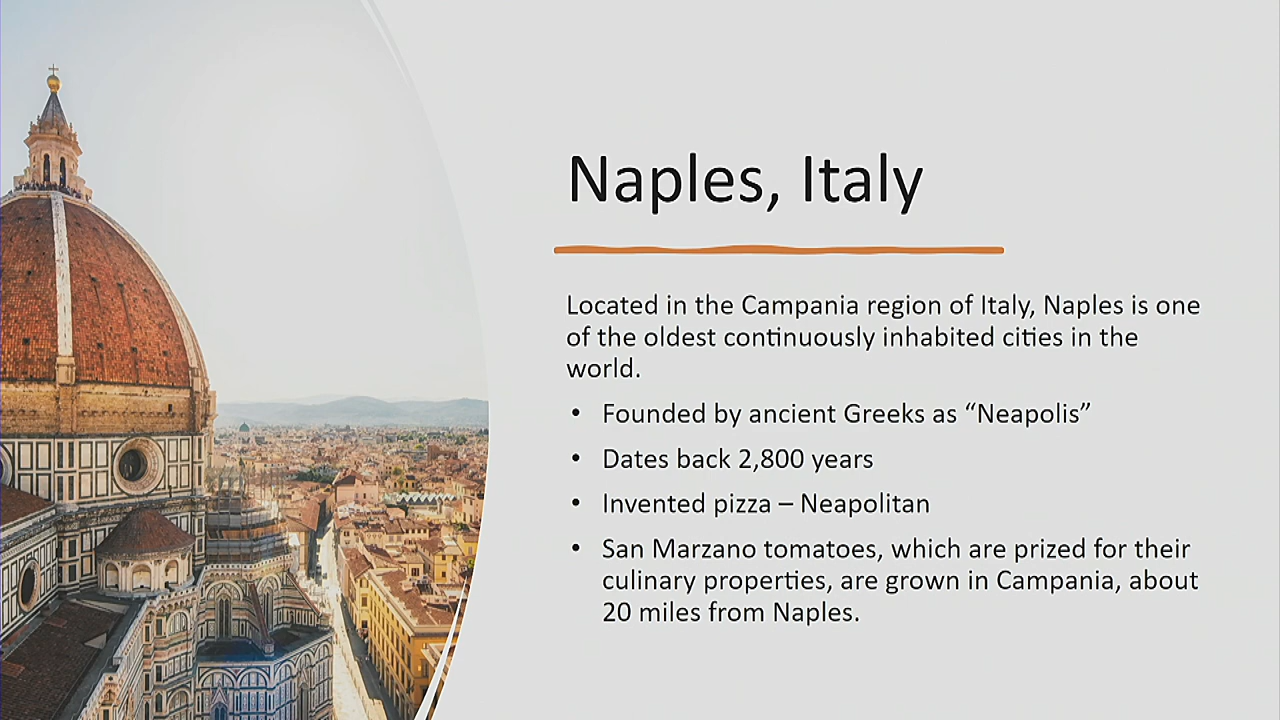 Naples, Italy
Located in the Campania region of Italy, Naples is one
of the oldest continuously inhabited cities in the
world.
• Founded by ancient Greeks as “Neapolis”
• Dates back 2,800 years
• Invented pizza – Neapolitan
• San Marzano tomatoes, which are prized for their
culinary properties, are grown in Campania, about
20 miles from Naples.